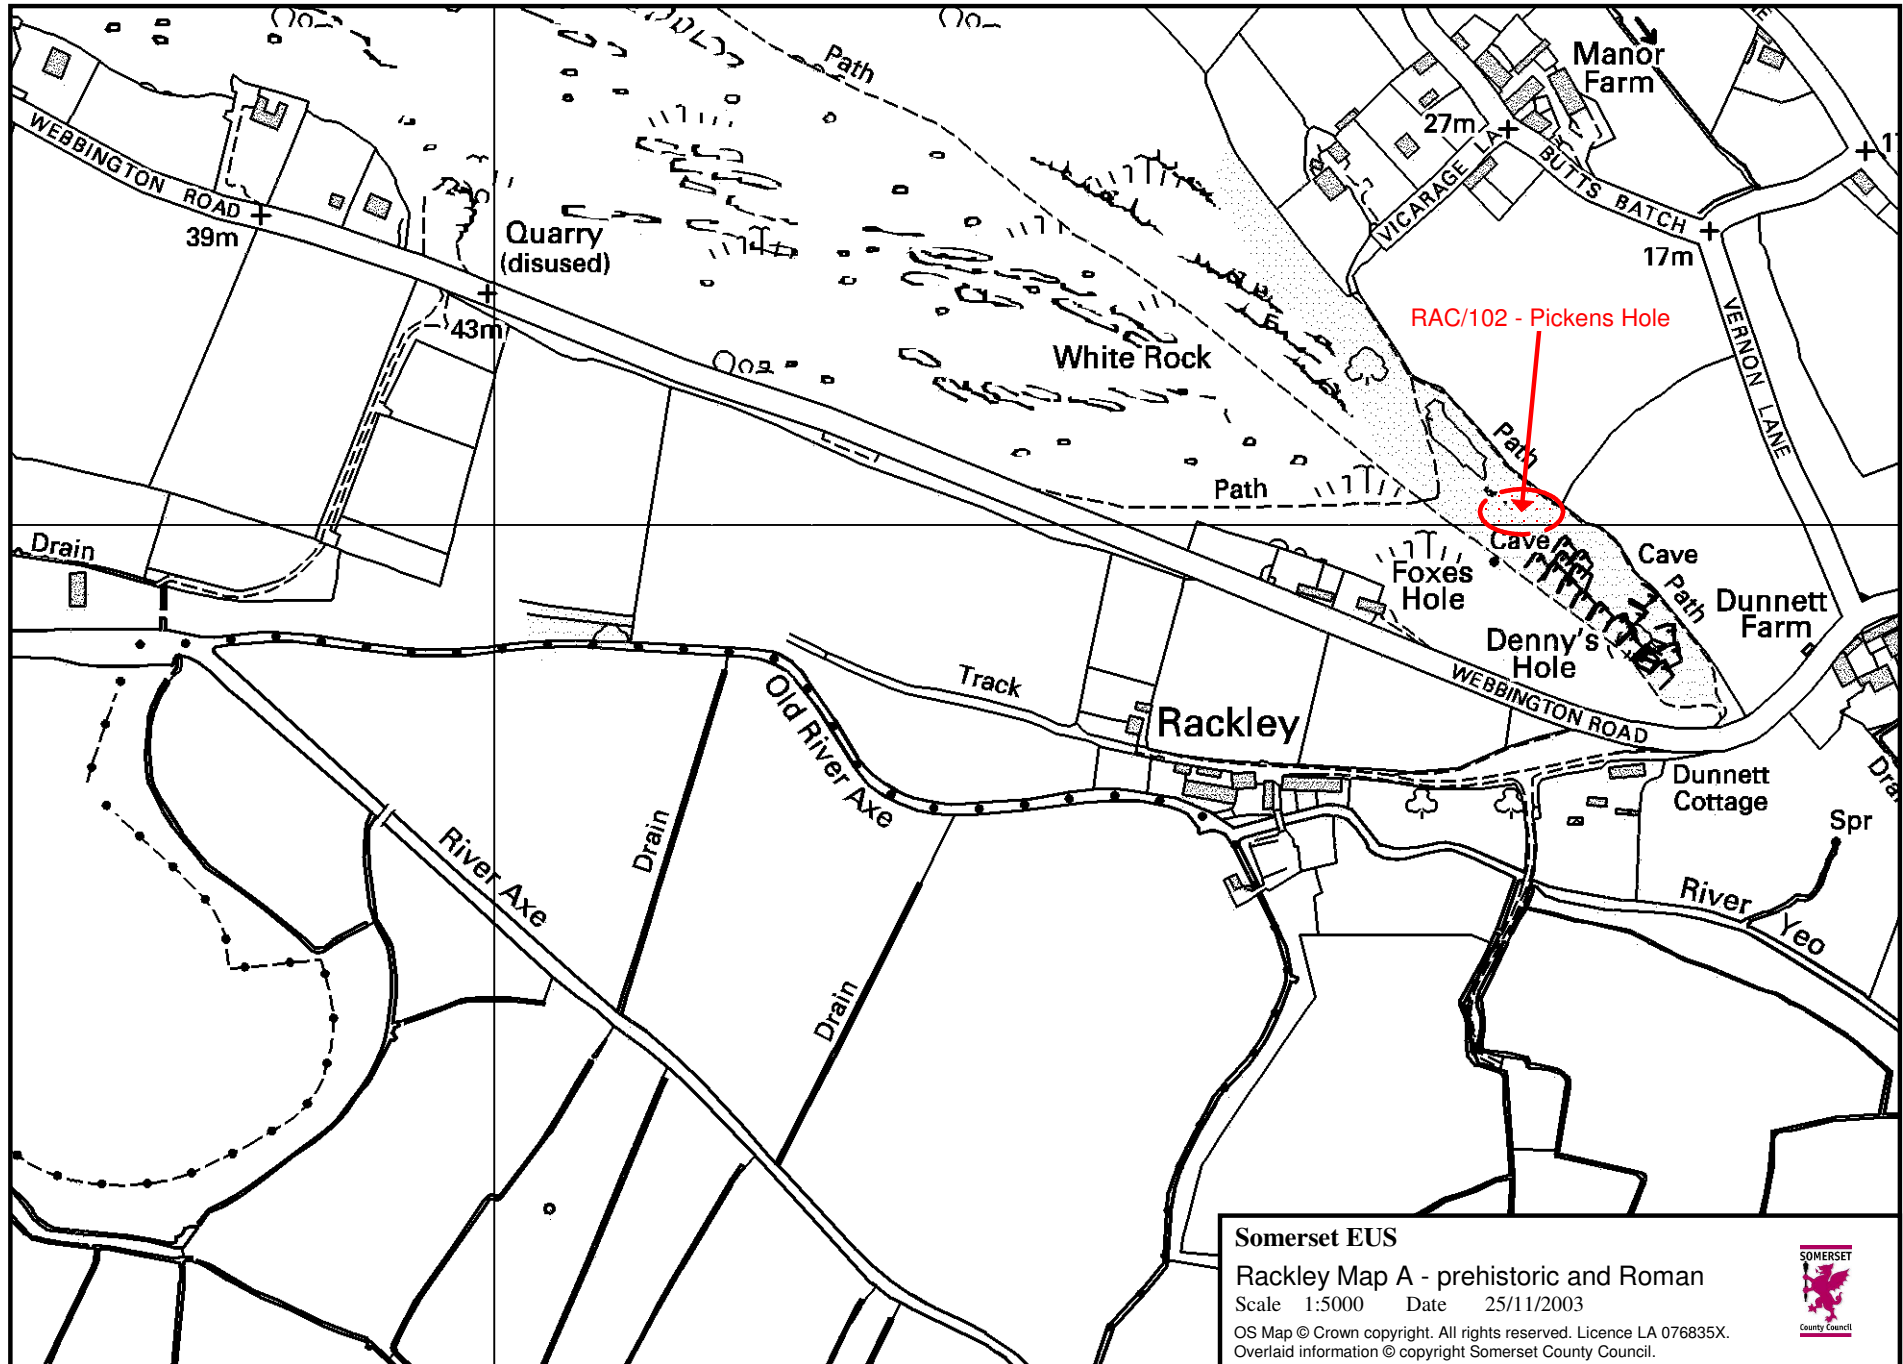 Path
Manor
Farm
27m
WEBBINGTON ROAD
39m
Quarry
(disused)
43m
VICARAGE LA
BUTTS BATCH
17m
VERNON LANE
RAC/102 - Pickens Hole
White Rock
Path
Path
Drain
Cave
Cave
Path
Foxes
Hole
Dunnett
Farm
Denny's
Hole
WEBBINGTON ROAD
Track
Rackley
Old River Axe
Dunnett
Cottage
Spr
Drain
River Axe
River Yeo
Drain
Somerset EUS
Rackley Map A - prehistoric and Roman
Scale 1:5000 Date 25/11/2003
OS Map © Crown copyright. All rights reserved. Licence LA 076835X.
Overlaid information © copyright Somerset County Council.
SOMERSET
County Council